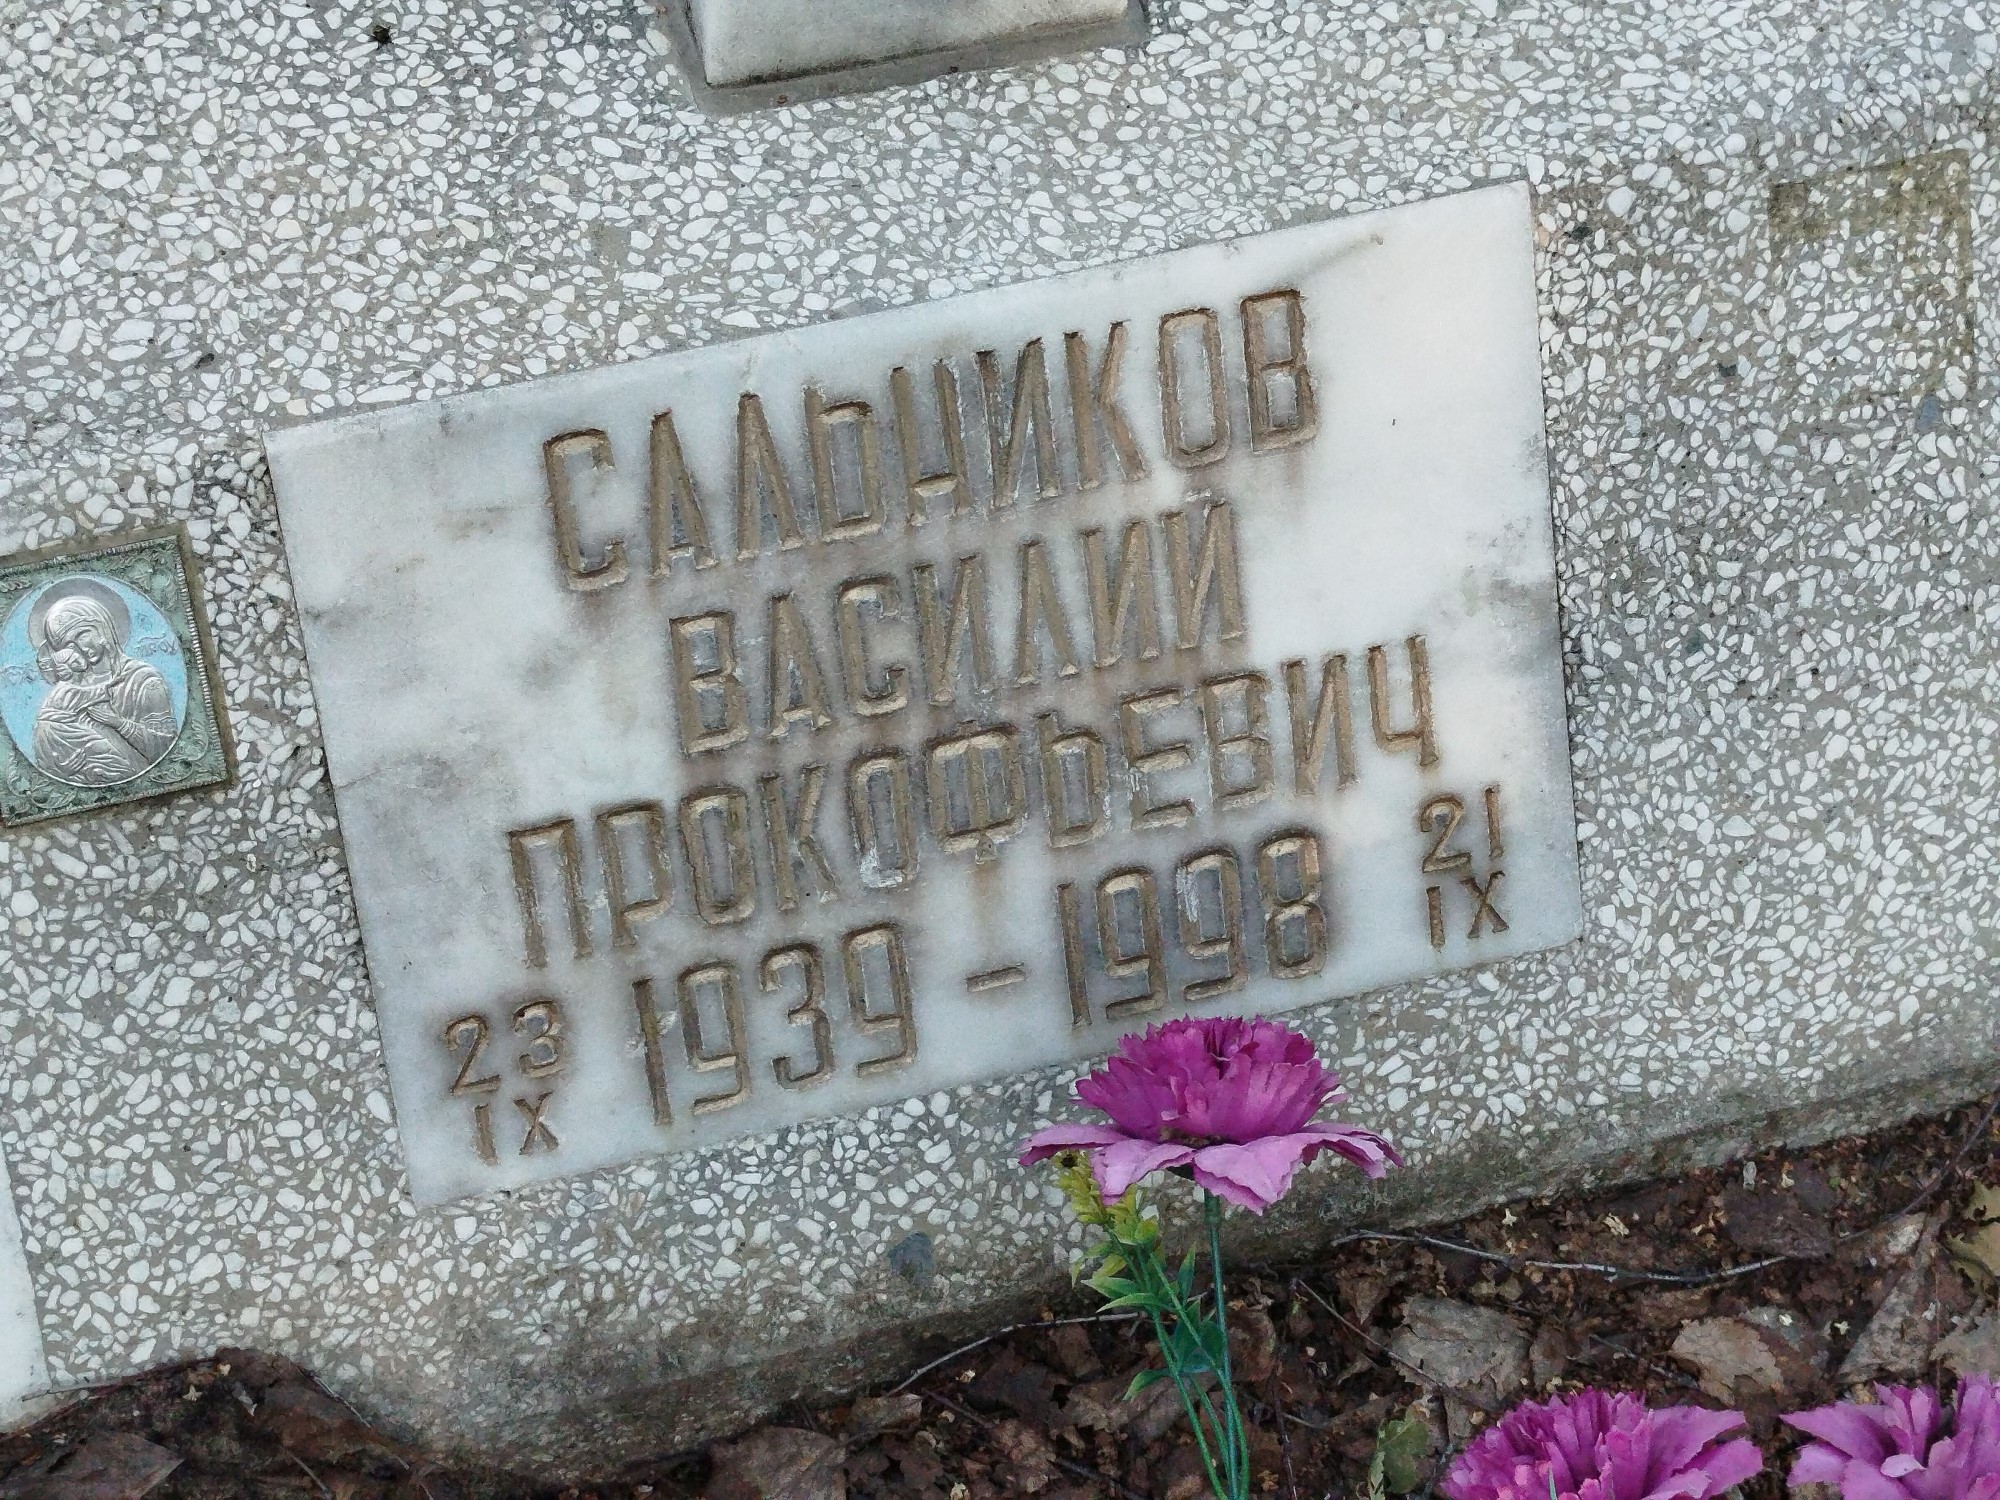 САЛЬНИКОВ
ВАСИЛИЙ
ПРОКОФЬЕВИЧ
23 IX 1939 – 1998 21 IX